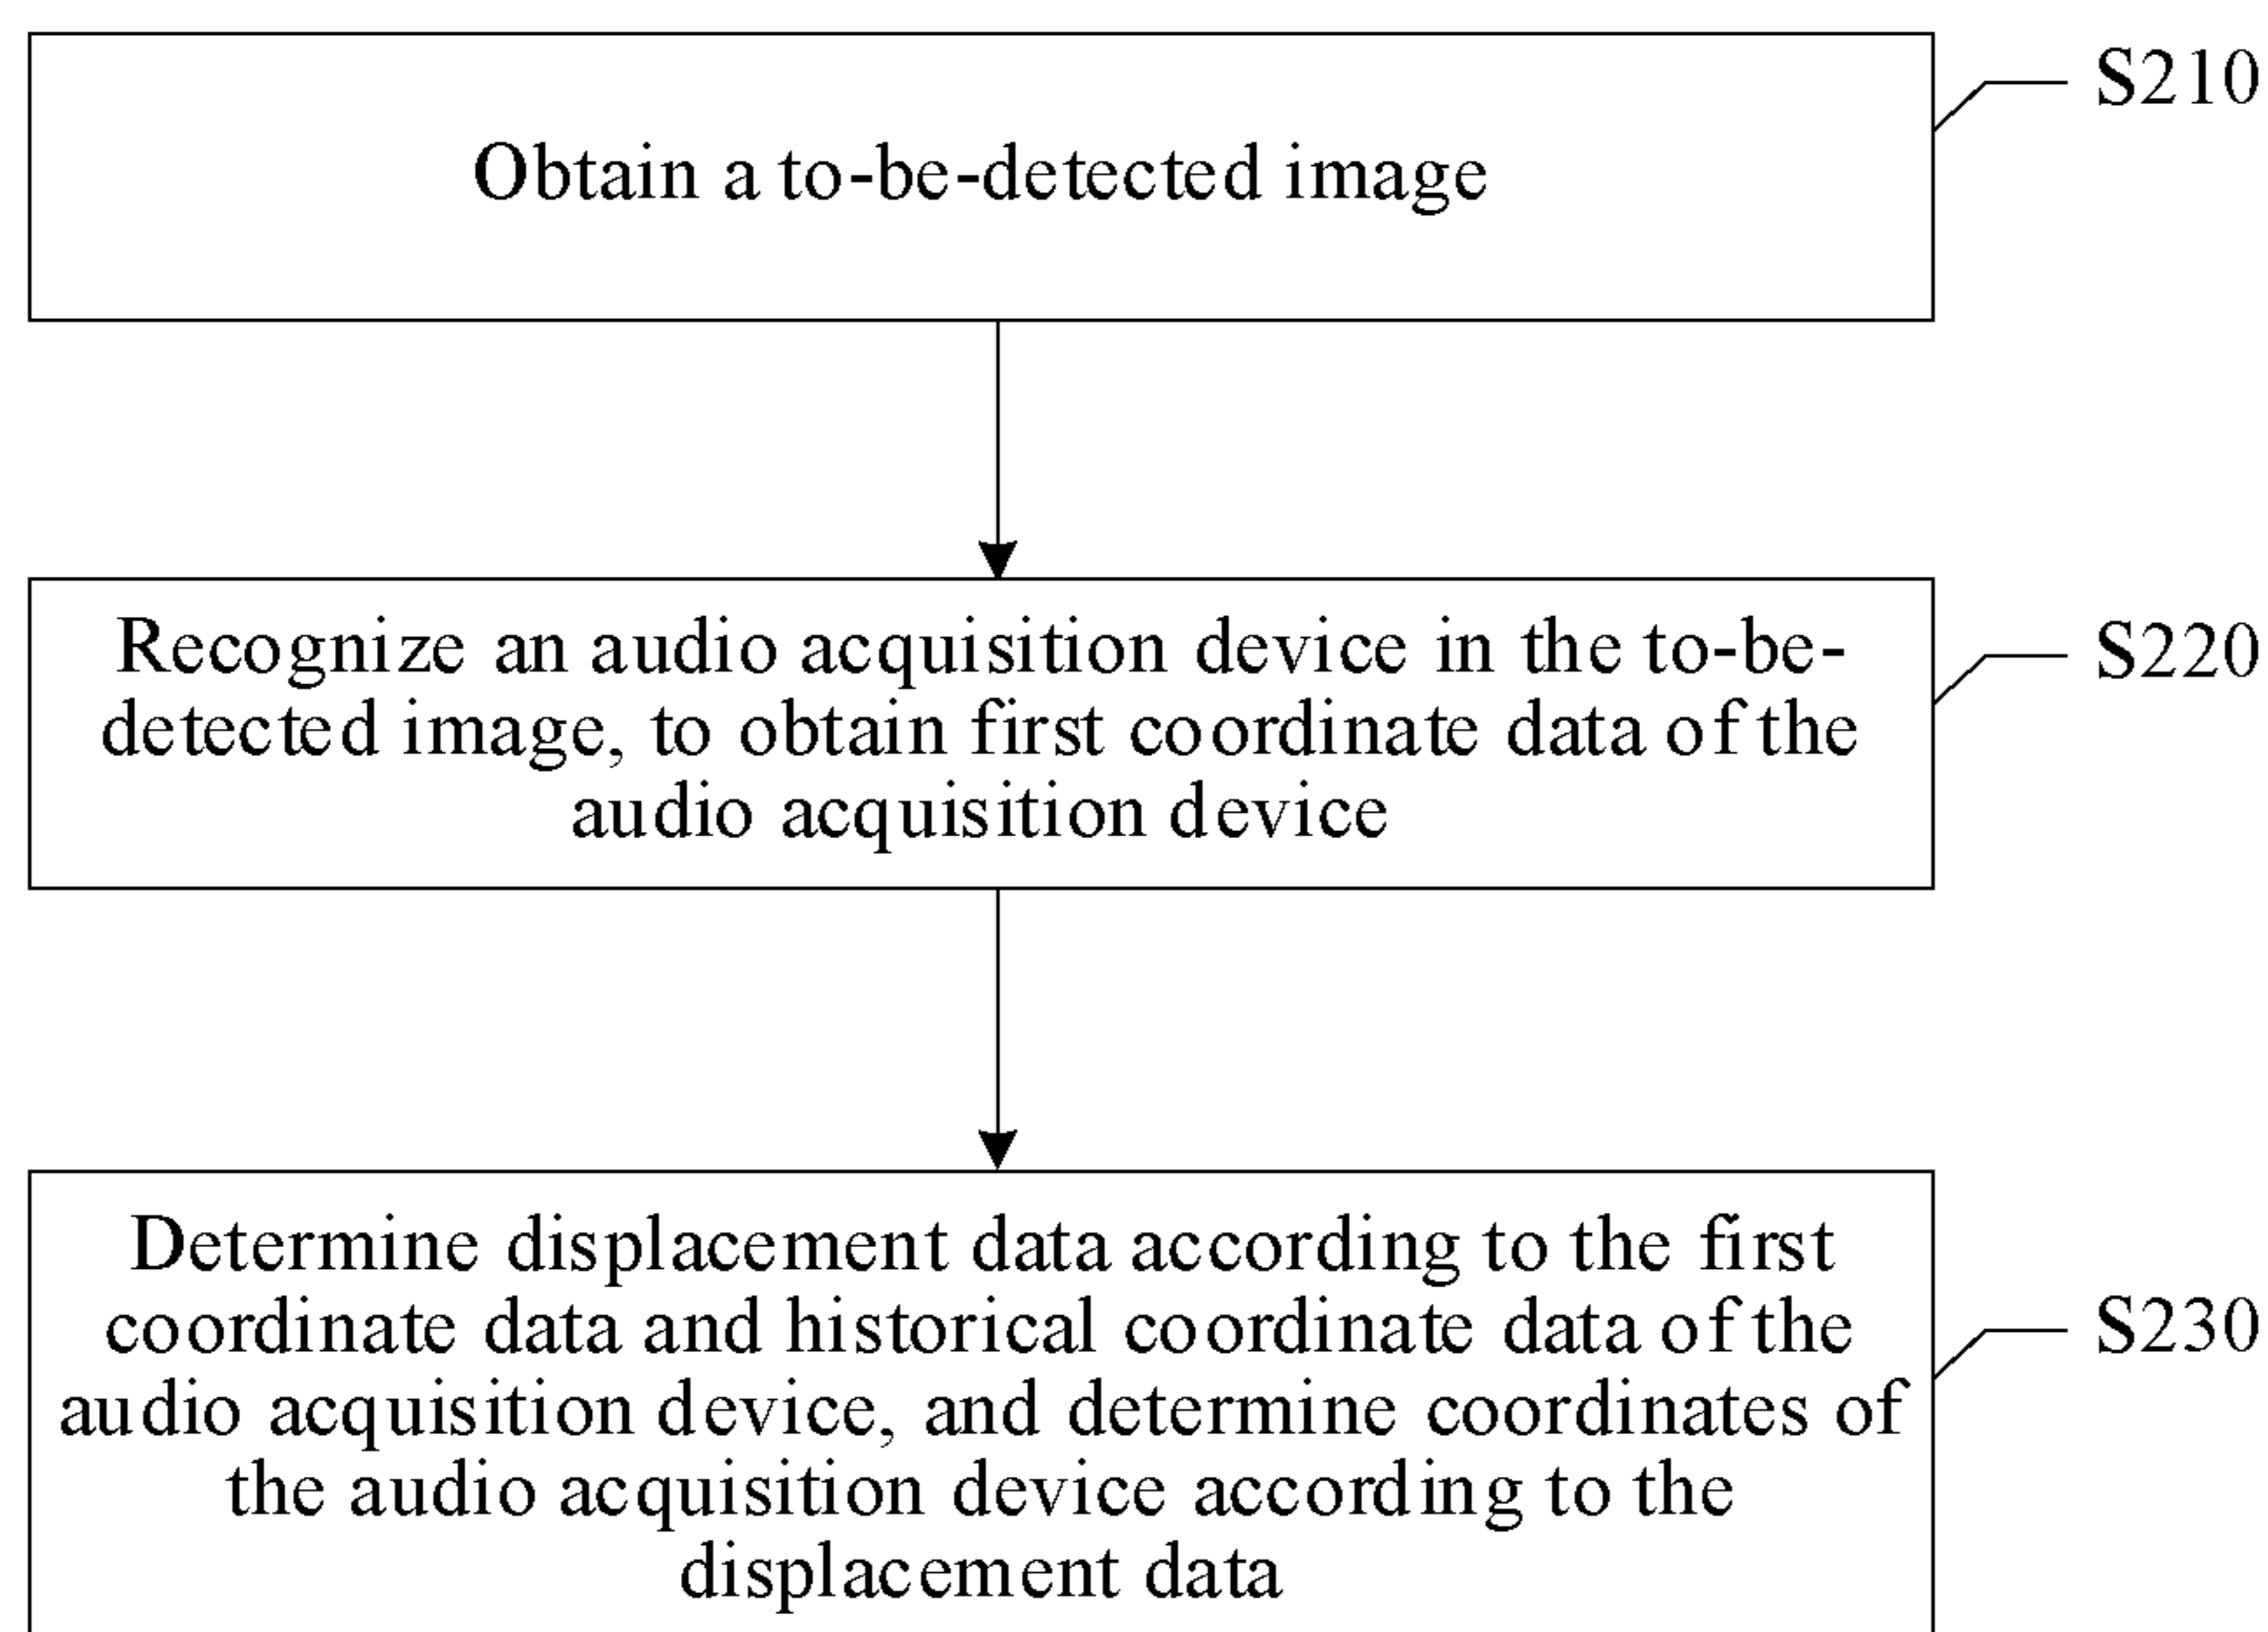 S210
Obtain a to-be-detected image
Recognize an audio acquisition device in the to-be-
detected image, to obtain first coordinate data of the
audio acquisition device
S220
Determine displacement data according to the first
coordinate data and historical coordinate data of the
audio acquisition device, and determine coordinates of
the audio acquisition device according to the
displacement data
S230